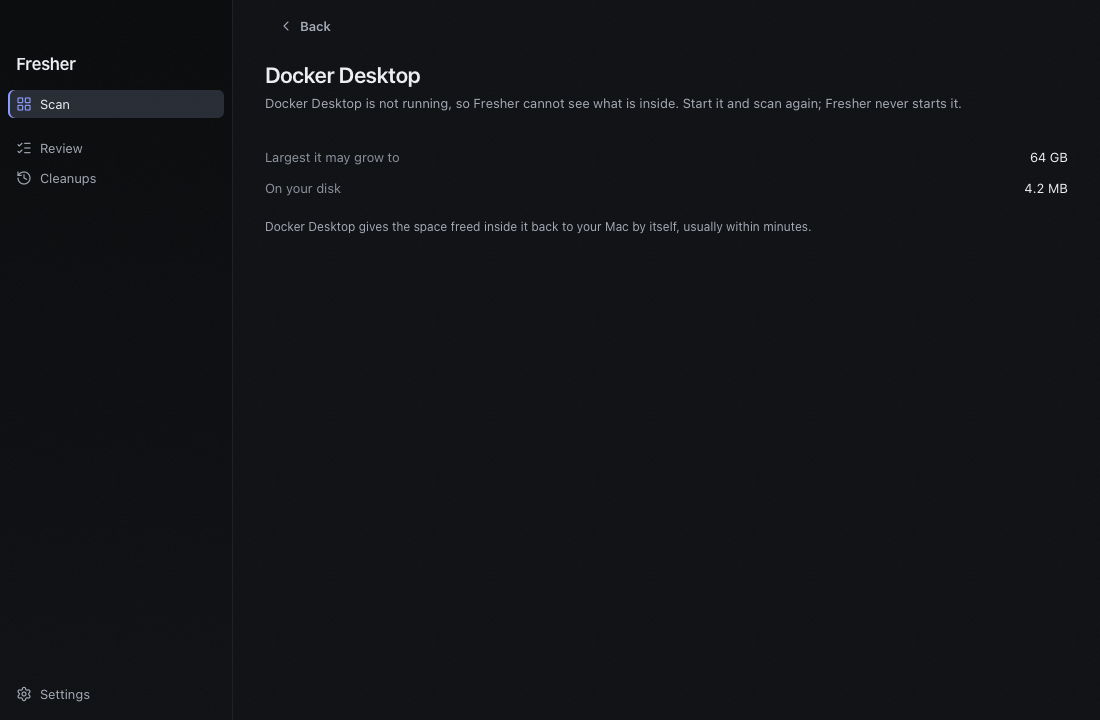 Back
Fresher
Docker Desktop
Scan
Docker Desktop is not running, so Fresher cannot see what is inside. Start it and scan again; Fresher never starts it.
Review
Largest it may grow to 64 GB
Cleanups
On your disk 4.2 MB
Docker Desktop gives the space freed inside it back to your Mac by itself, usually within minutes.
Settings